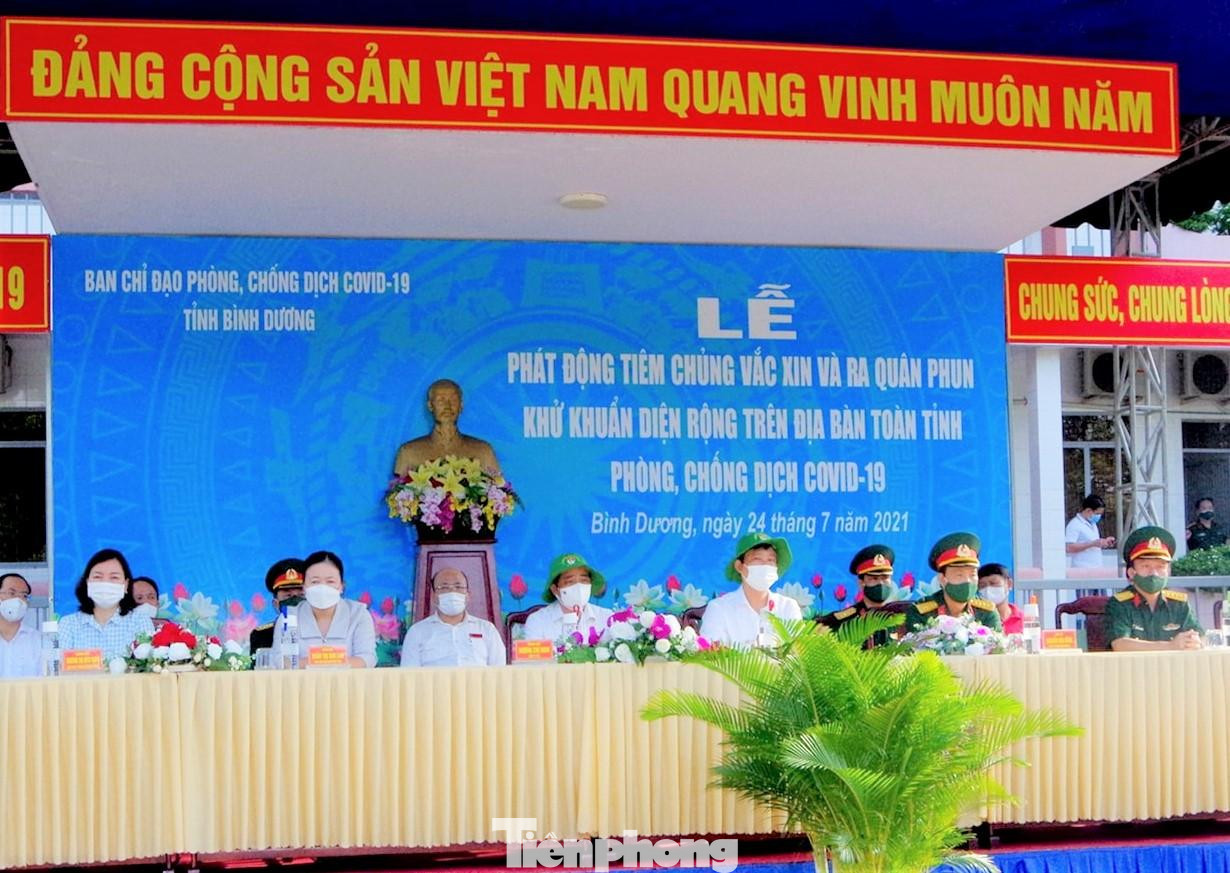 ĐẢNG CỘNG SẢN VIỆT NAM QUANG VINH MUÔN NĂM
19
BAN CHỈ ĐẠO PHÒNG, CHỐNG DỊCH COVID-19
TỈNH BÌNH DƯƠNG
LỄ
PHÁT ĐỘNG TIÊM CHỦNG VẮC XIN VÀ RA QUÂN PHUN
KHỬ KHUẨN DIỆN RỘNG TRÊN ĐỊA BÀN TOÀN TỈNH
PHÒNG, CHỐNG DỊCH COVID-19
Bình Dương, ngày 24 tháng 7 năm 2021
CHUNG SỨC, CHUNG LÒNG
Tiền phong